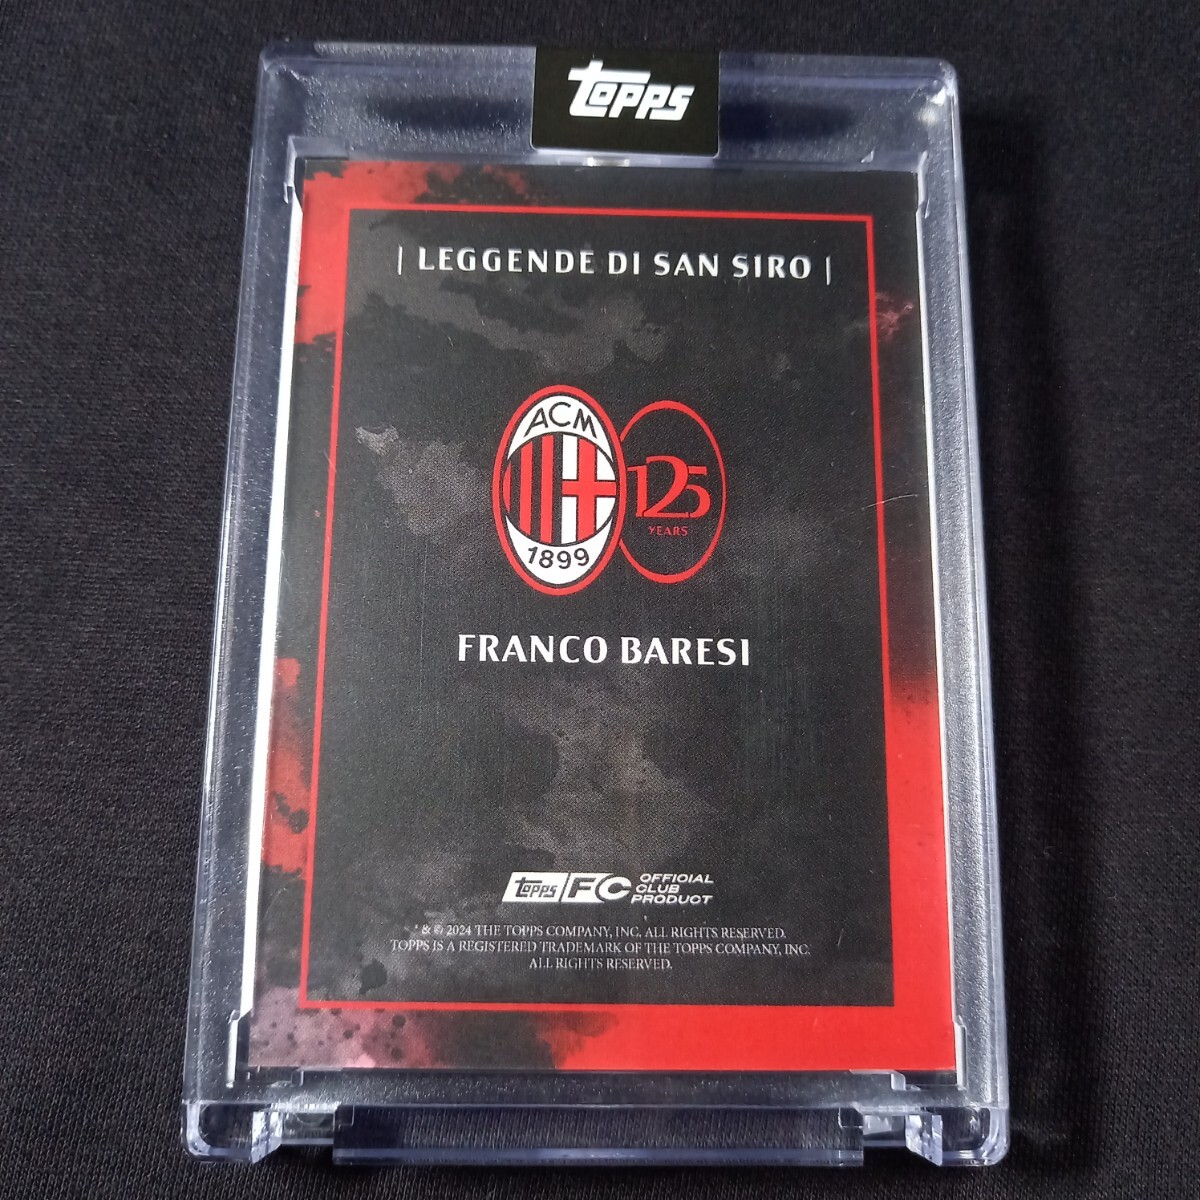 TOPPS
| LEGGENDE DI SAN SIRO |
ACM
1899
125
YEARS
FRANCO BARESI
TOPPS FC OFFICIAL
CLUB
PRODUCT
& © 2024 THE TOPPS COMPANY, INC. ALL RIGHTS RESERVED.
TOPPS IS A REGISTERED TRADEMARK OF THE TOPPS COMPANY, INC.
ALL RIGHTS RESERVED.